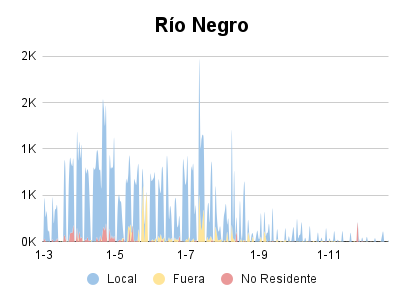 Río Negro
2K
2K
1K
1K
0K
1-3 1-5 1-7 1-9 1-11
Local Fuera No Residente